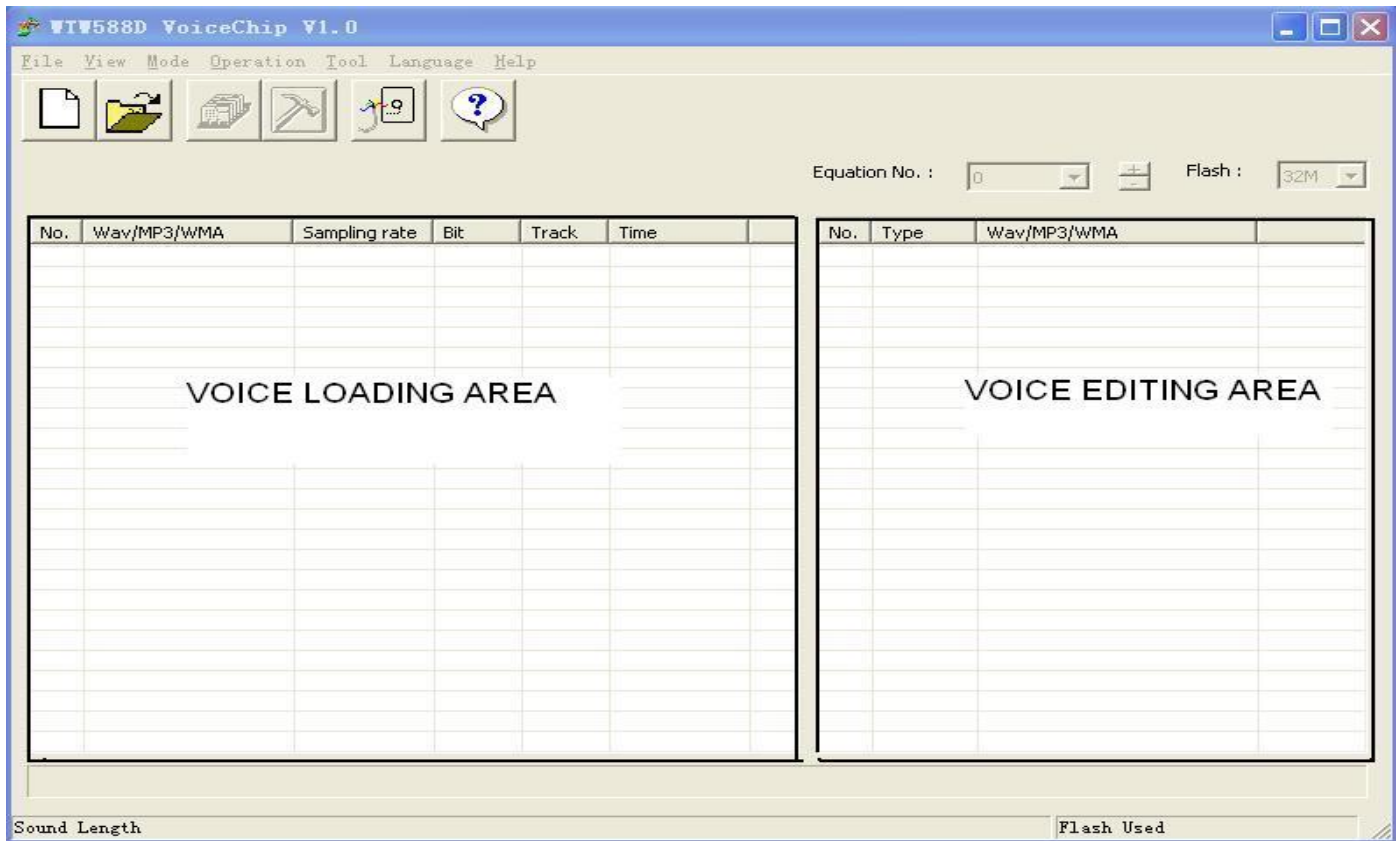 WTW588D VoiceChip V1.0
File View Mode Operation Tool Language Help
?
Equation No. : 0 + - Flash : 32M
No. Wav/MP3/WMA Sampling rate Bit Track Time
No. Type Wav/MP3/WMA
VOICE LOADING AREA
VOICE EDITING AREA
Sound Length
Flash Used